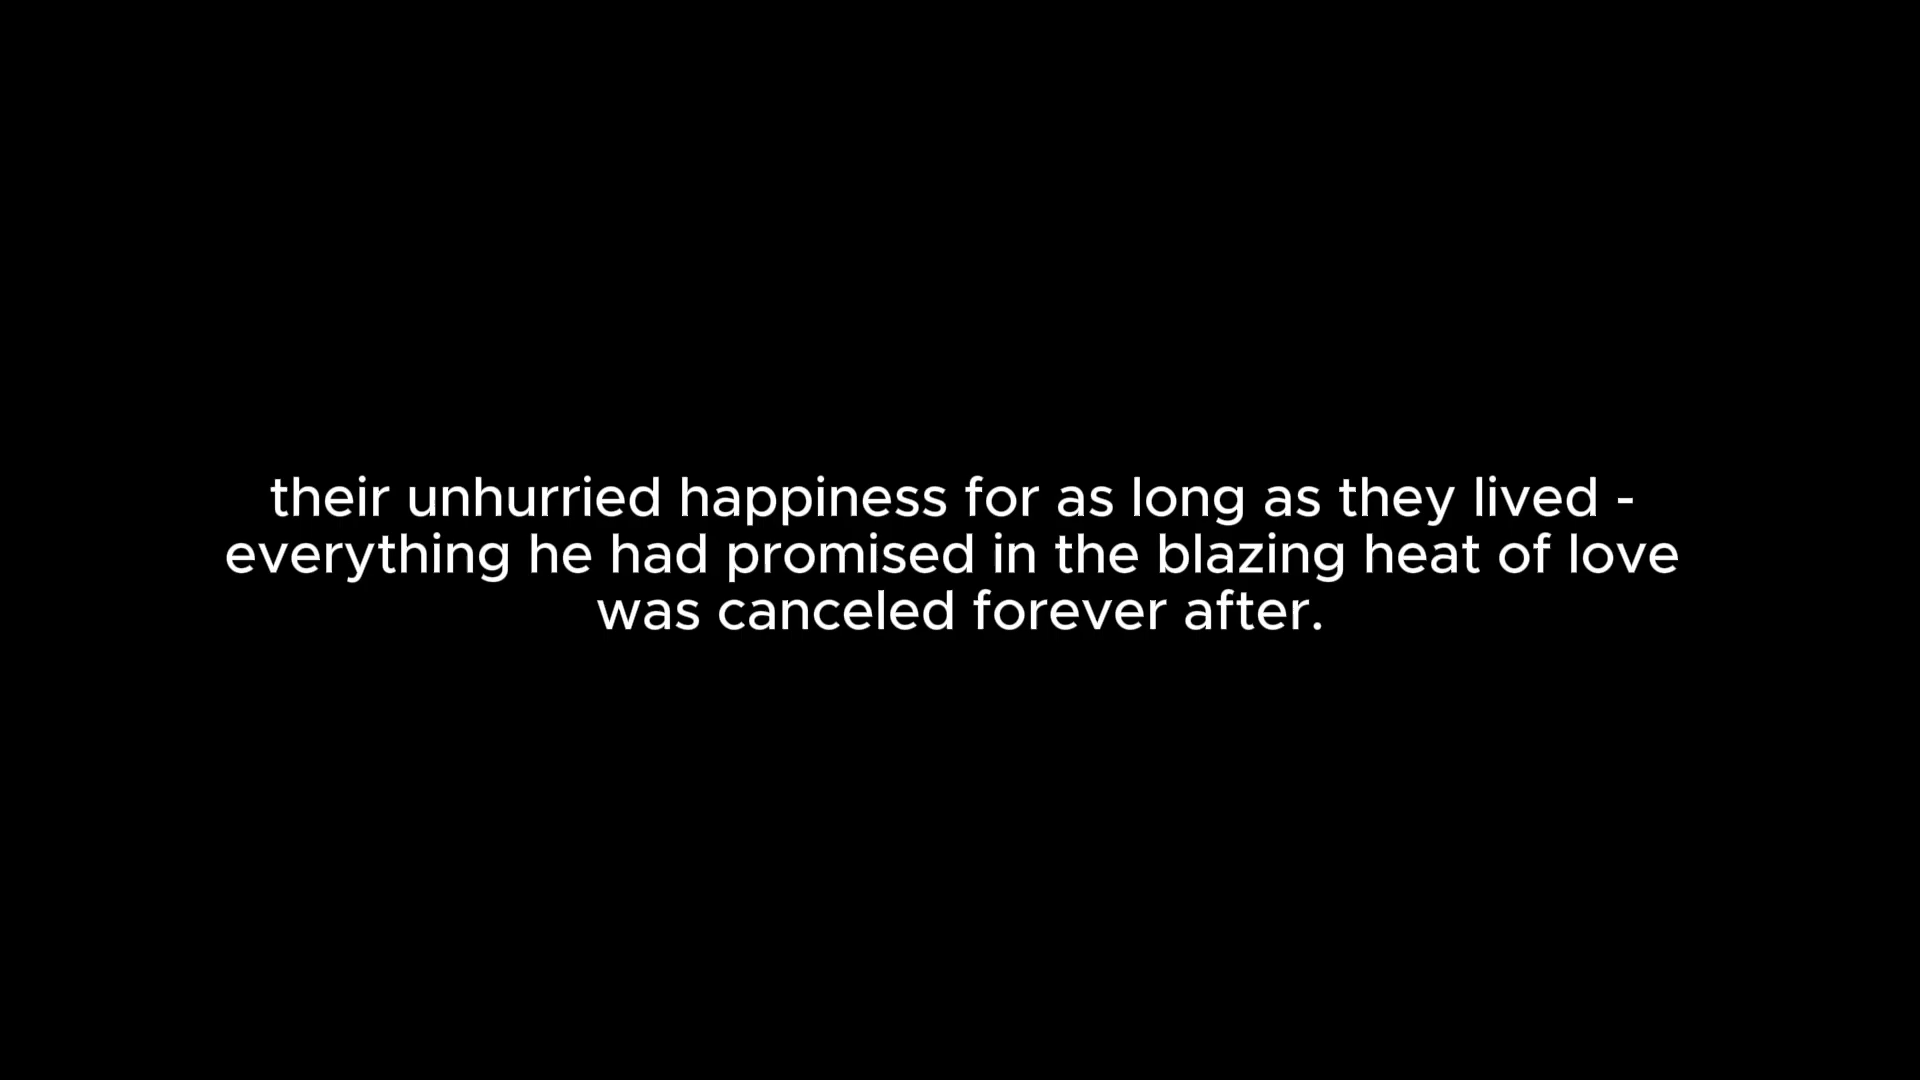 their unhurried happiness for as long as they lived -
everything he had promised in the blazing heat of love
was canceled forever after.